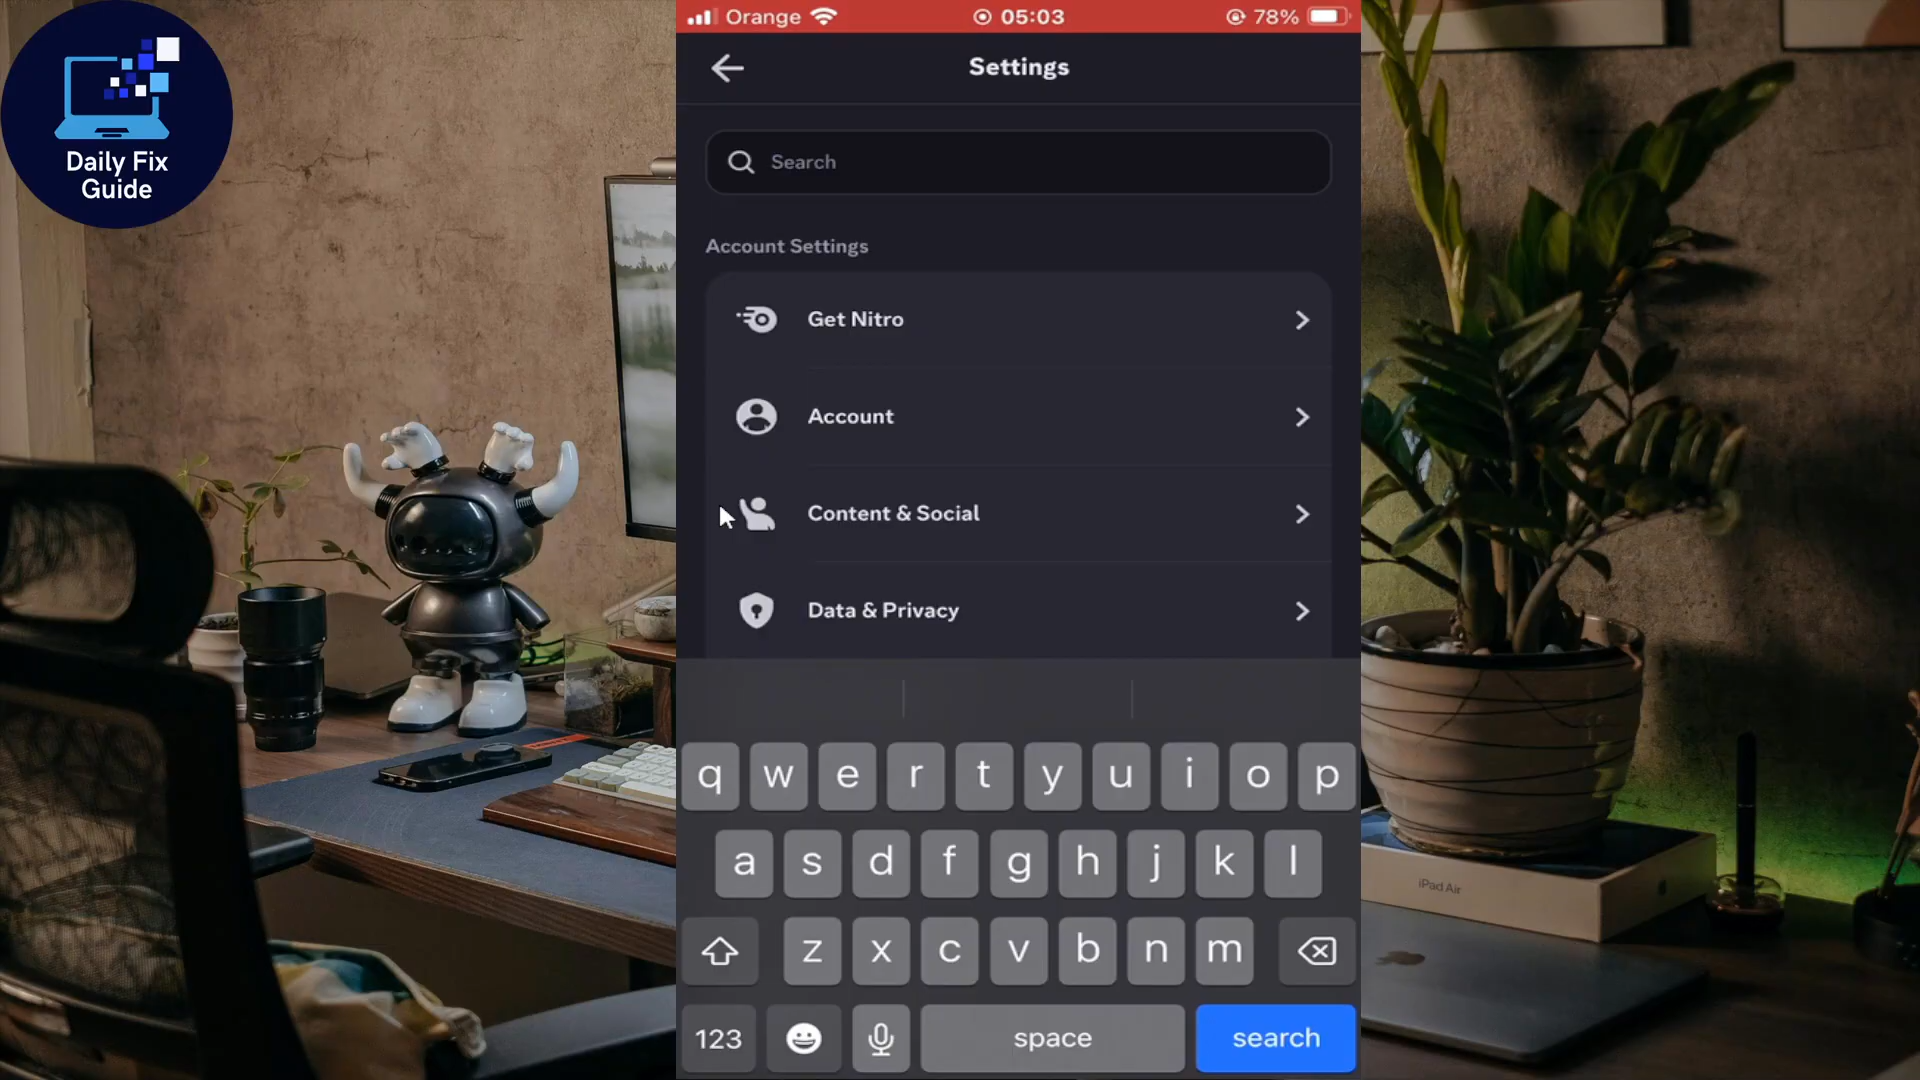 Daily Fix
Guide
Orange 05:03 78%
Settings
Search
Account Settings
Get Nitro
Account
Content & Social
Data & Privacy
q w e r t y u i o p
a s d f g h j k l
z x c v b n m
123 space search
iPad Air